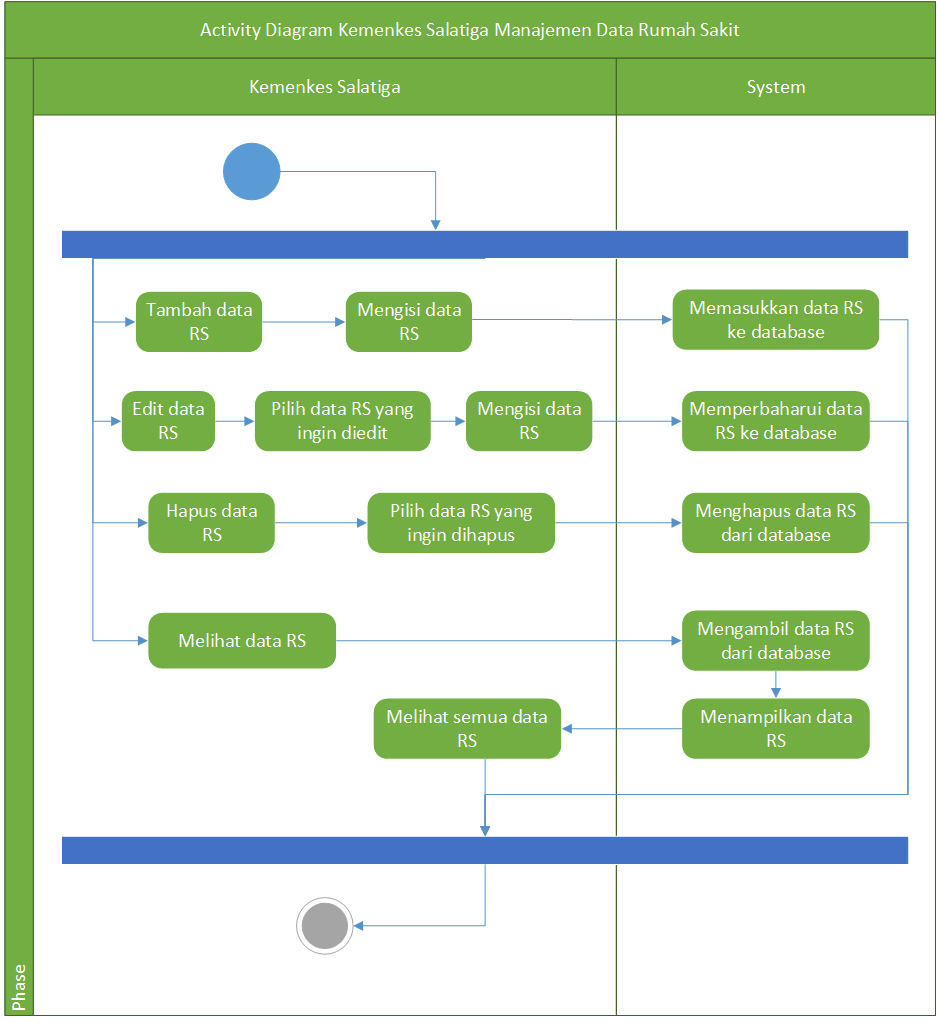 Activity Diagram Kemenkes Salatiga Manajemen Data Rumah Sakit
Kemenkes Salatiga
System
Tambah data
RS
Mengisi data
RS
Memasukkan data RS
ke database
Edit data
RS
Pilih data RS yang
ingin diedit
Mengisi data
RS
Memperbaharui data
RS ke database
Hapus data
RS
Pilih data RS yang
ingin dihapus
Menghapus data RS
dari database
Melihat data RS
Mengambil data RS
dari database
Melihat semua data
RS
Menampilkan data
RS
Phase